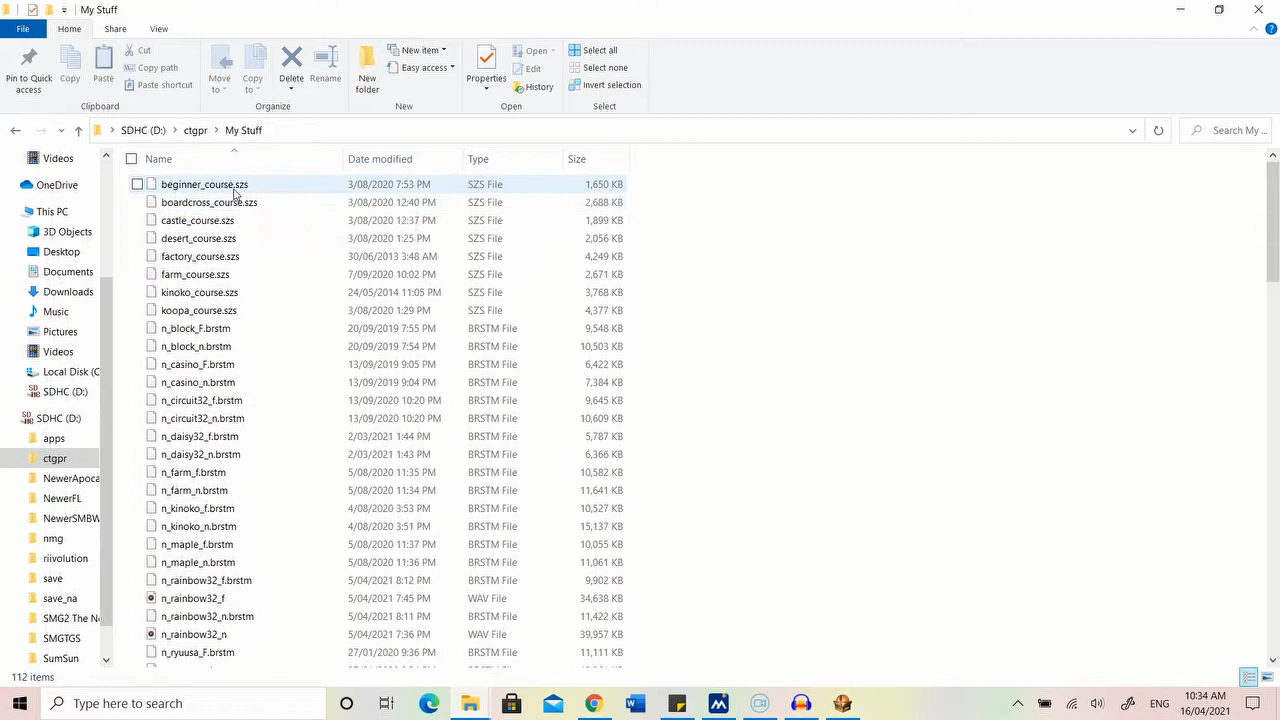 My Stuff
File Home Share View
Pin to Quick access
Copy
Paste
Cut
Copy path
Paste shortcut
Clipboard
Move to
Copy to
Delete
Rename
Organize
New folder
New item
Easy access
New
Properties
Open
Edit
History
Open
Select all
Select none
Invert selection
Select
SDHC (D:) ctgpr My Stuff
Search My ...
Videos
OneDrive
This PC
3D Objects
Desktop
Documents
Downloads
Music
Pictures
Videos
Local Disk (C
SDHC (D:)
SDHC (D:)
apps
ctgpr
NewerApoca
NewerFL
NewerSMBW
nmg
riivolution
save
save_na
SMG2 The Ne
SMGTGS
SumSun
Name Date modified Type Size
beginner_course.szs 3/08/2020 7:53 PM SZS File 1,650 KB
boardcross_course.szs 3/08/2020 12:40 PM SZS File 2,688 KB
castle_course.szs 3/08/2020 12:37 PM SZS File 1,899 KB
desert_course.szs 3/08/2020 1:25 PM SZS File 2,056 KB
factory_course.szs 30/06/2013 3:48 AM SZS File 4,249 KB
farm_course.szs 7/09/2020 10:02 PM SZS File 2,671 KB
kinoko_course.szs 24/05/2014 11:05 PM SZS File 3,768 KB
koopa_course.szs 3/08/2020 1:29 PM SZS File 4,377 KB
n_block_F.brstm 20/09/2019 7:55 PM BRSTM File 9,548 KB
n_block_n.brstm 20/09/2019 7:54 PM BRSTM File 10,503 KB
n_casino_F.brstm 13/09/2019 9:05 PM BRSTM File 6,422 KB
n_casino_n.brstm 13/09/2019 9:04 PM BRSTM File 7,384 KB
n_circuit32_f.brstm 13/09/2020 10:20 PM BRSTM File 9,645 KB
n_circuit32_n.brstm 13/09/2020 10:20 PM BRSTM File 10,609 KB
n_daisy32_f.brstm 2/03/2021 1:44 PM BRSTM File 5,787 KB
n_daisy32_n.brstm 2/03/2021 1:43 PM BRSTM File 6,366 KB
n_farm_f.brstm 5/08/2020 11:35 PM BRSTM File 10,582 KB
n_farm_n.brstm 5/08/2020 11:34 PM BRSTM File 11,641 KB
n_kinoko_f.brstm 4/08/2020 3:53 PM BRSTM File 10,527 KB
n_kinoko_n.brstm 4/08/2020 3:51 PM BRSTM File 15,137 KB
n_maple_f.brstm 5/08/2020 11:37 PM BRSTM File 10,055 KB
n_maple_n.brstm 5/08/2020 11:36 PM BRSTM File 11,061 KB
n_rainbow32_f.brstm 5/04/2021 8:12 PM BRSTM File 9,902 KB
n_rainbow32_f 5/04/2021 7:45 PM WAV File 34,638 KB
n_rainbow32_n.brstm 5/04/2021 8:11 PM BRSTM File 11,422 KB
n_rainbow32_n 5/04/2021 7:36 PM WAV File 39,957 KB
n_ryuusa_F.brstm 27/01/2020 9:36 PM BRSTM File 11,111 KB
112 items
Type here to search
ENG
10:34 AM
16/04/2021